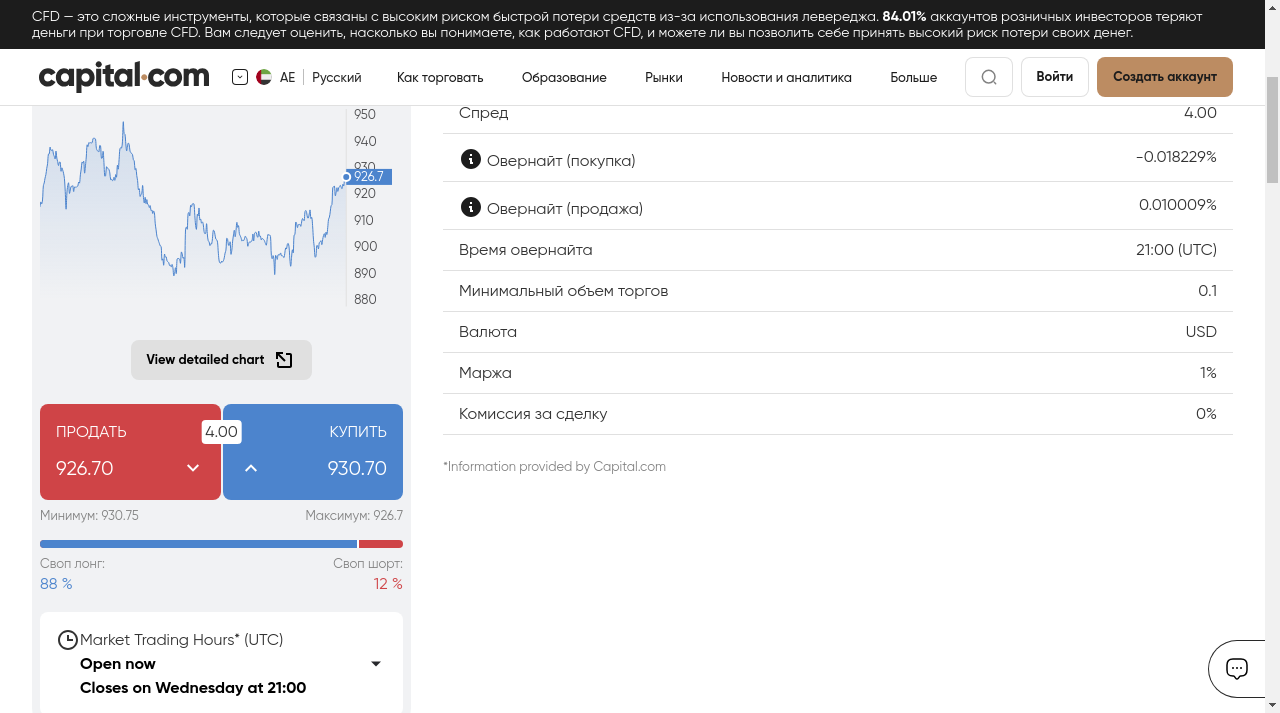 CFD — это сложные инструменты, которые связаны с высоким риском быстрой потери средств из-за использования левереджа. 84.01% аккаунтов розничных инвесторов теряют
деньги при торговле CFD. Вам следует оценить, насколько вы понимаете, как работают CFD, и можете ли вы позволить себе принять высокий риск потери своих денег.
capital.com AE Русский Как торговать Образование Рынки Новости и аналитика Больше Войти Создать аккаунт
950
940
930
926.7
920
910
900
890
880
View detailed chart
ПРОДАТЬ 4.00 КУПИТЬ
926.70 930.70
Минимум: 930.75 Максимум: 926.7
Своп лонг: Своп шорт:
88 % 12 %
Market Trading Hours* (UTC)
Open now
Closes on Wednesday at 21:00
Спред 4.00
Овернайт (покупка) -0.018229%
Овернайт (продажа) 0.010009%
Время овернайта 21:00 (UTC)
Минимальный объем торгов 0.1
Валюта USD
Маржа 1%
Комиссия за сделку 0%
*Information provided by Capital.com